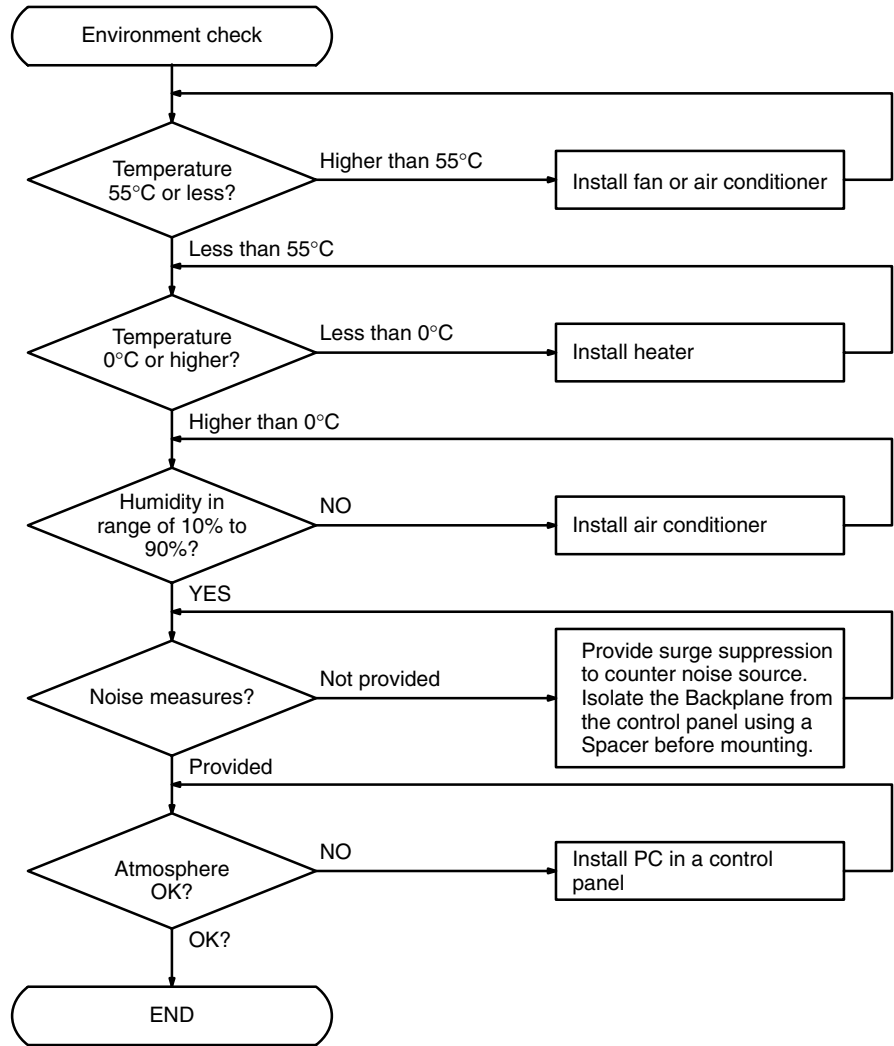 Environment check
Temperature
55°C or less?
Higher than 55°C
Install fan or air conditioner
Less than 55°C
Temperature
0°C or higher?
Less than 0°C
Install heater
Higher than 0°C
Humidity in
range of 10% to
90%?
NO
Install air conditioner
YES
Noise measures?
Not provided
Provide surge suppression
to counter noise source.
Isolate the Backplane from
the control panel using a
Spacer before mounting.
Provided
Atmosphere
OK?
NO
Install PC in a control
panel
OK?
END